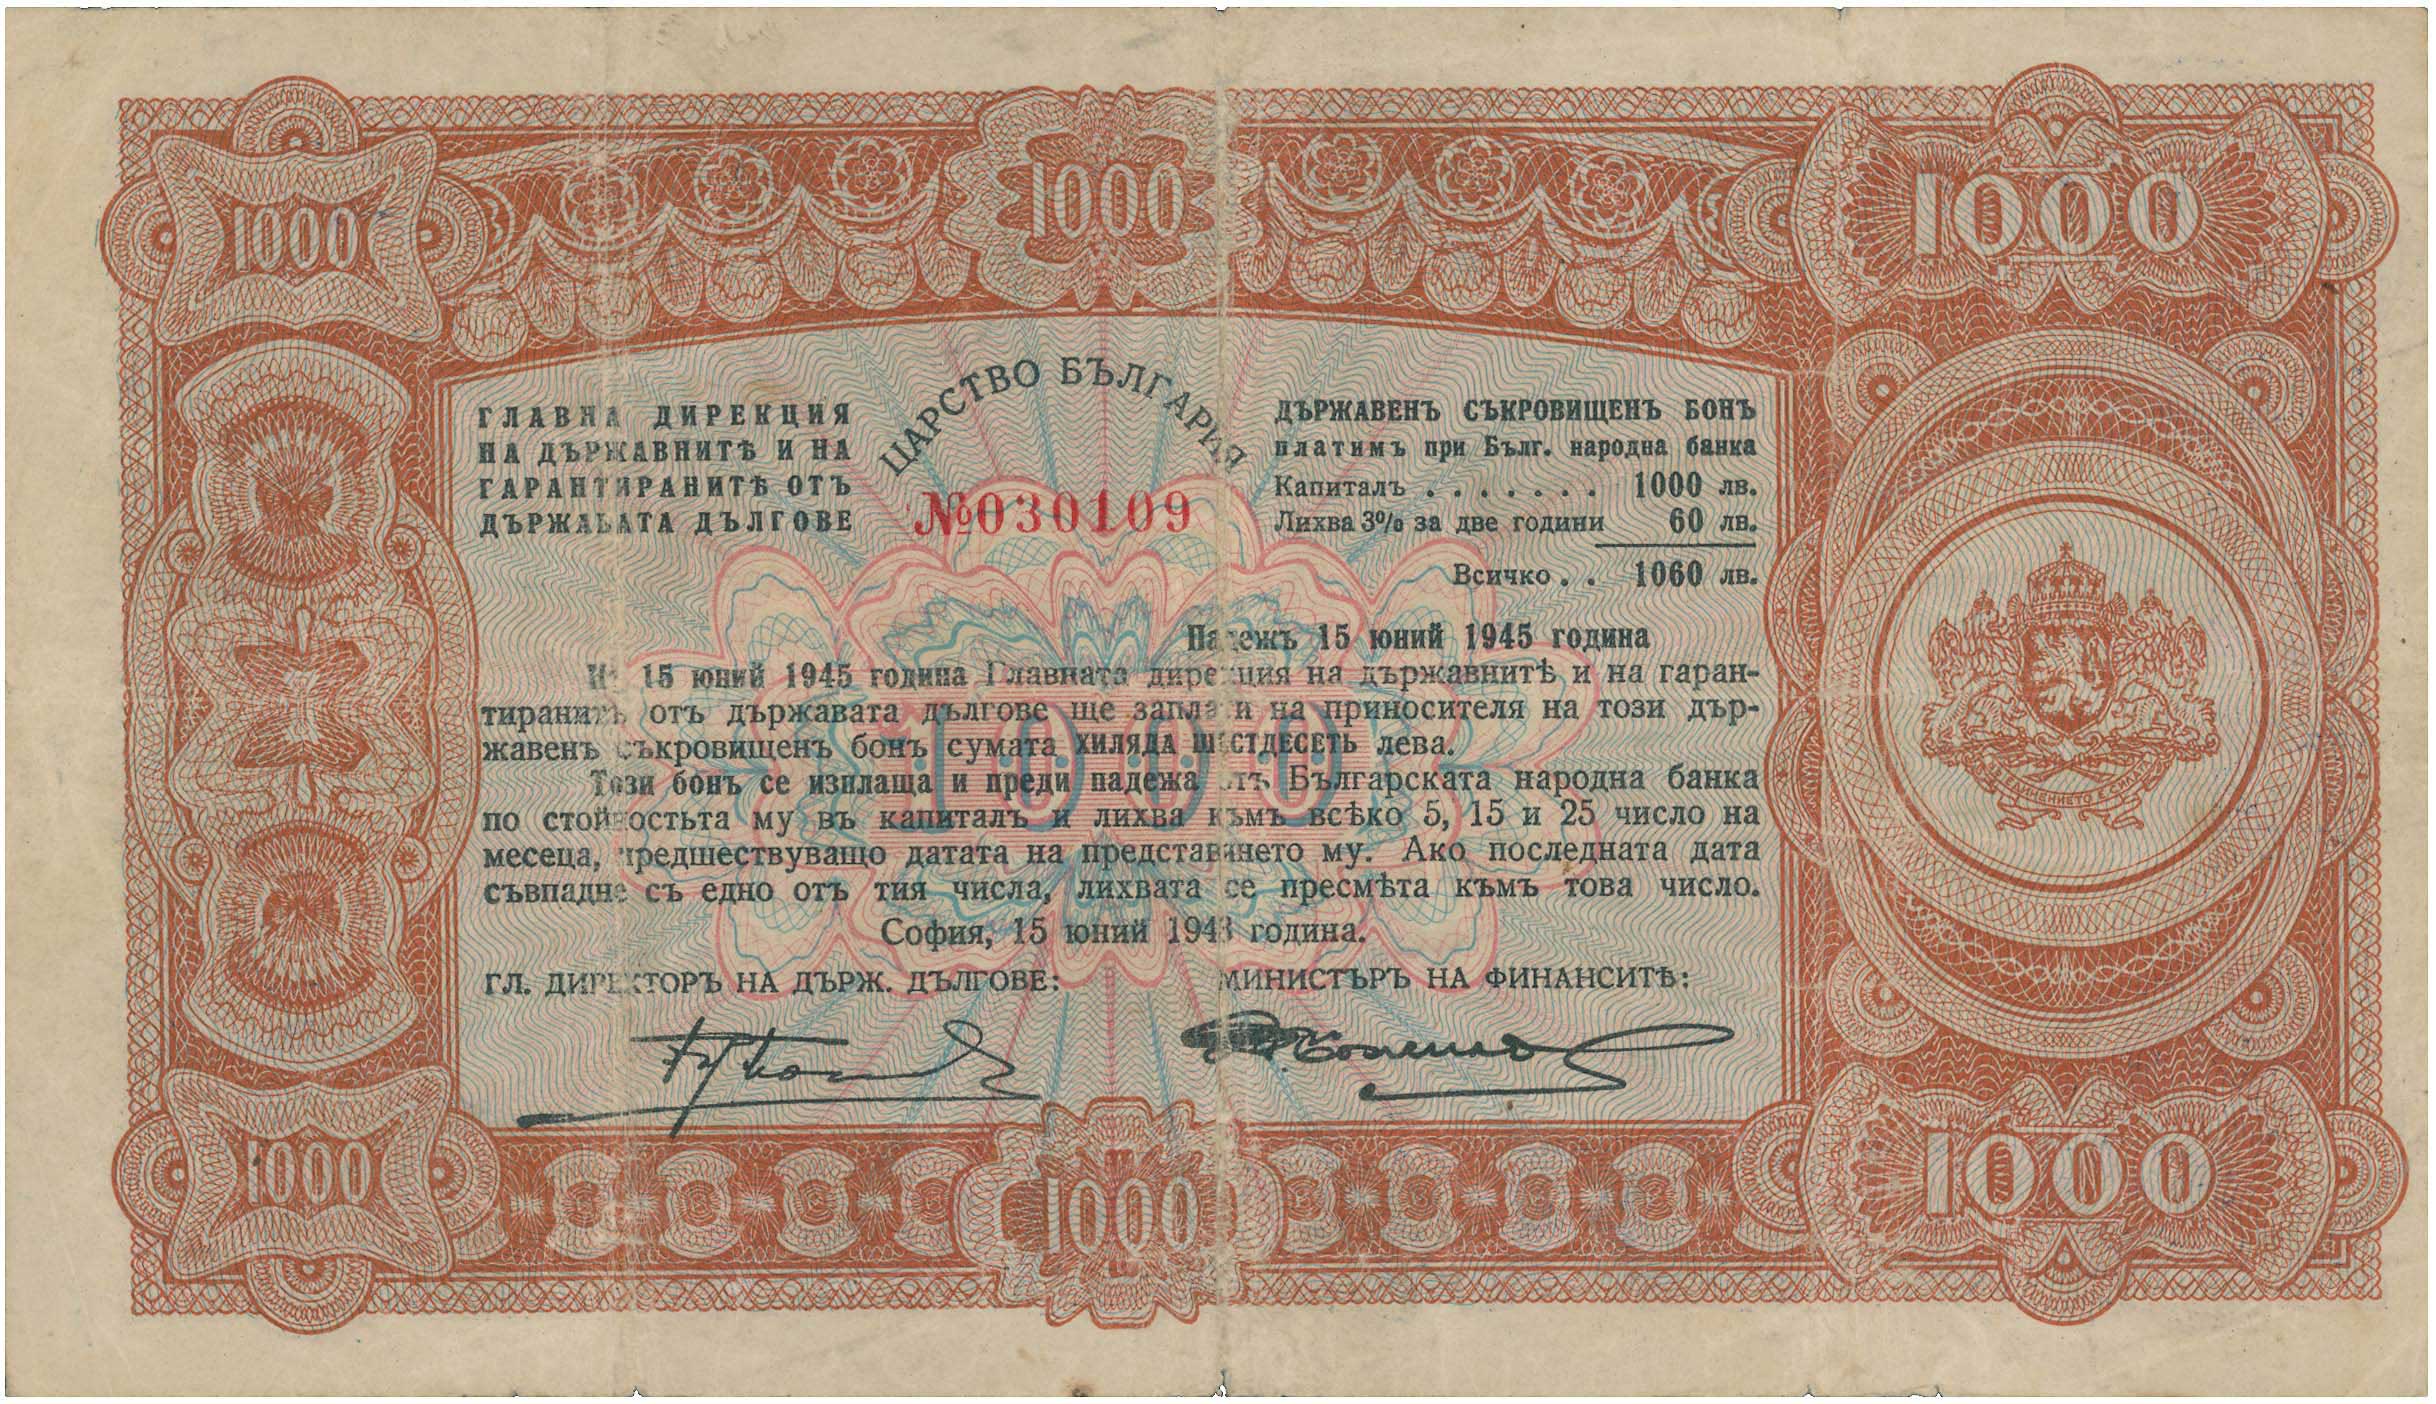 1000
1000
1000
ЦАРСТВО БЪЛГАРИЯ
ГЛАВНА ДИРЕКЦИЯ
НА ДЪРЖАВНИТѢ И НА
ГАРАНТИРАНИТѢ ОТЪ
ДЪРЖАВАТА ДЪЛГОВЕ
№030109
ДЪРЖАВЕНЪ СЪКРОВИЩЕНЪ БОНЪ
платимъ при Бълг. народна банка
Капиталъ . . . . . . . 1000 лв.
Лихва 3% за две години 60 лв.
Всичко . . 1060 лв.
Падежъ 15 юний 1945 година
На 15 юний 1945 година Главната дирекция на държавнитѣ и на гаран-
тиранитѣ отъ държавата дългове ще заплати на приносителя на този дър-
жавенъ съкровищенъ бонъ сумата ХИЛЯДА ШЕСТДЕСЕТЬ лева.
Този бонъ се изплаща и преди падежа отъ Българската народна банка
по стойностьта му въ капиталъ и лихва къмъ всѣко 5, 15 и 25 число на
месеца, предшествуващо датата на представянето му. Ако последната дата
съвпадне съ едно отъ тия числа, лихвата се пресмѣта къмъ това число.
1000
София, 15 юний 1943 година.
ГЛ. ДИРЕКТОРЪ НА ДЪРЖ. ДЪЛГОВЕ:
МИНИСТЪРЪ НА ФИНАНСИТѢ:
1000
1000
1000